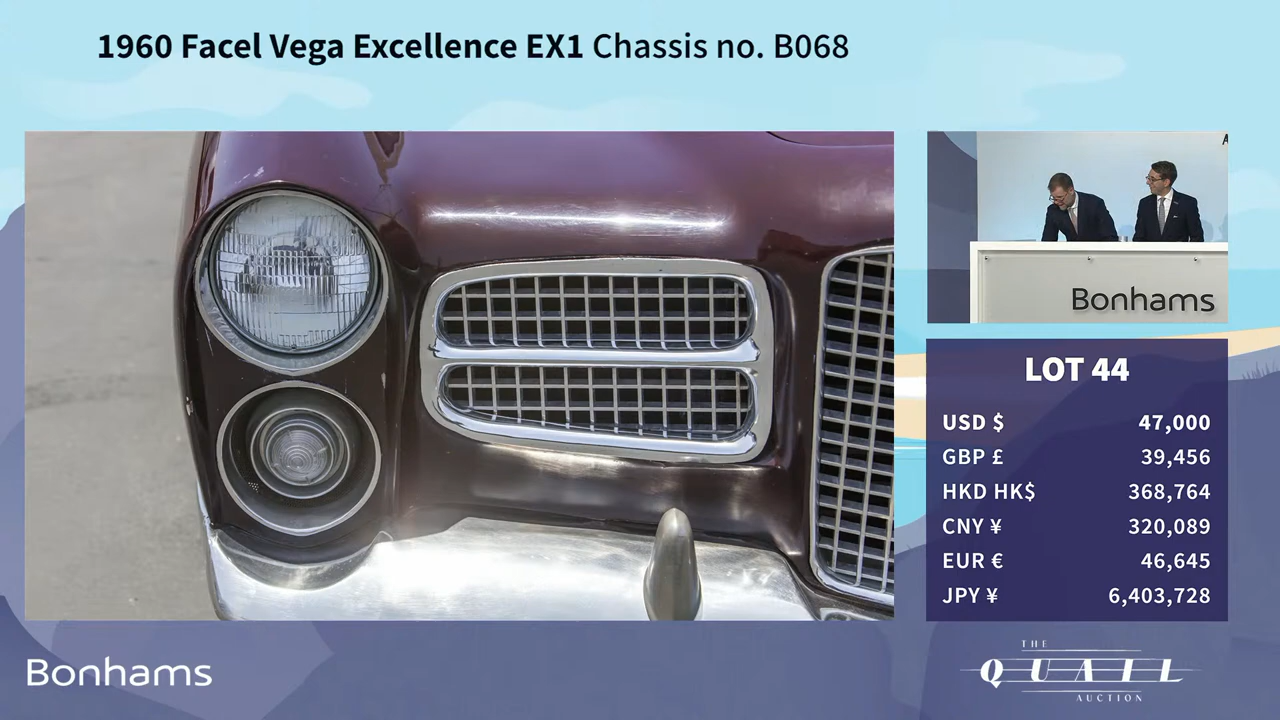 1960 Facel Vega Excellence EX1 Chassis no. B068
A
Bonhams
LOT 44
USD $ 47,000
GBP £ 39,456
HKD HK$ 368,764
CNY ¥ 320,089
EUR € 46,645
JPY ¥ 6,403,728
Bonhams
THE
QUAIL
AUCTION